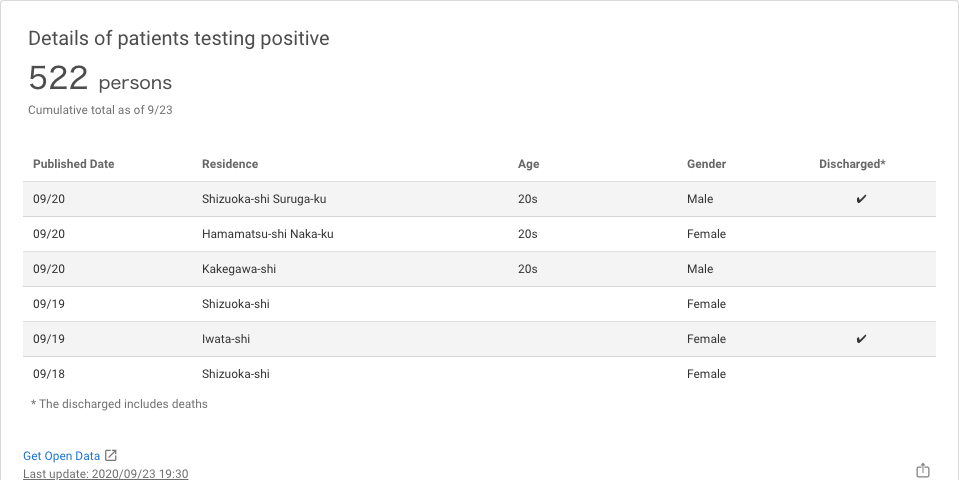 Details of patients testing positive
522 persons
Cumulative total as of 9/23
Published Date Residence Age Gender Discharged*
09/20 Shizuoka-shi Suruga-ku 20s Male ✔
09/20 Hamamatsu-shi Naka-ku 20s Female
09/20 Kakegawa-shi 20s Male
09/19 Shizuoka-shi Female
09/19 Iwata-shi Female ✔
09/18 Shizuoka-shi Female
* The discharged includes deaths
Get Open Data
Last update: 2020/09/23 19:30